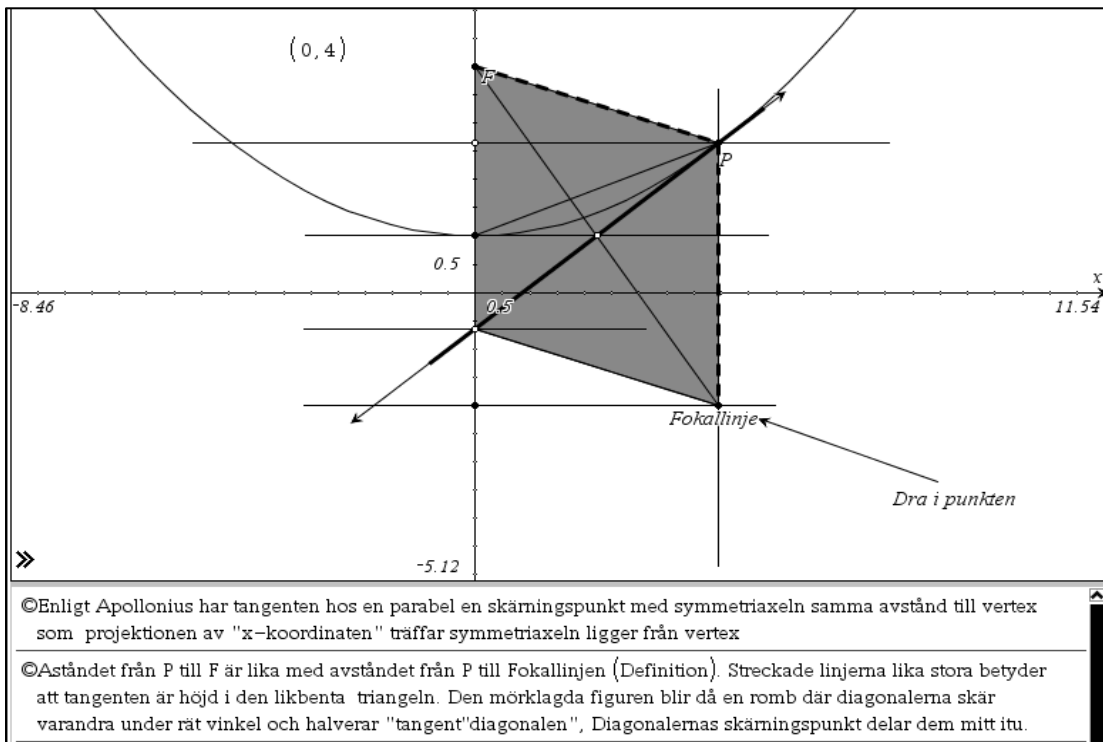 (0,4)
F
P
0.5
x
-8.46
0.5
11.54
Fokallinje
Dra i punkten
-5.12
©Enligt Apollonius har tangenten hos en parabel en skärningspunkt med symmetriaxeln samma avstånd till vertex
som projektionen av "x-koordinaten" träffar symmetriaxeln ligger från vertex
©Aståndet från P till F är lika med avståndet från P till Fokallinjen (Definition). Streckade linjerna lika stora betyder
att tangenten är höjd i den likbenta triangeln. Den mörklagda figuren blir då en romb där diagonalerna skär
varandra under rät vinkel och halverar "tangent"diagonalen", Diagonalernas skärningspunkt delar dem mitt itu.